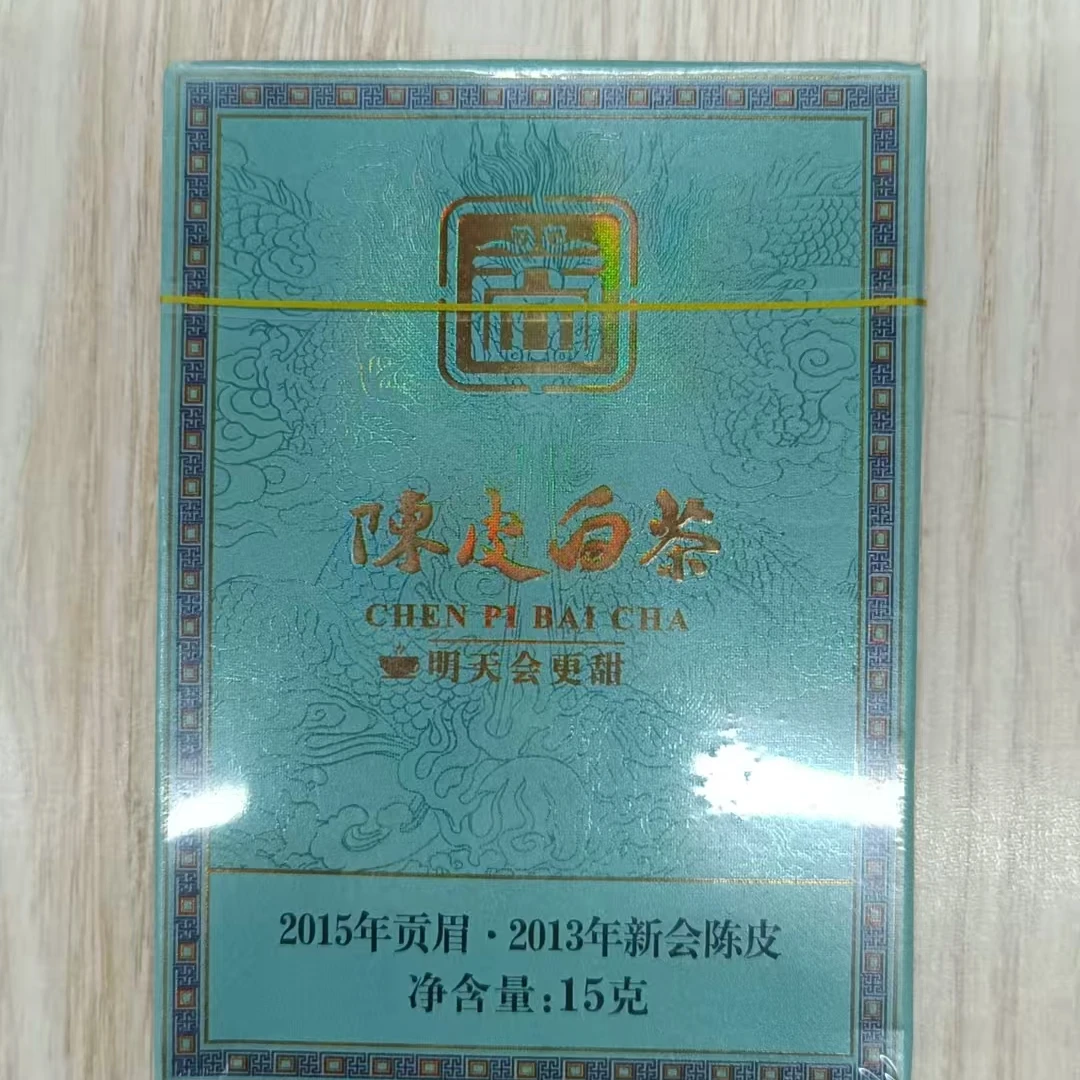 陳皮白茶
CHEN PI BAI CHA
明天会更甜
2015年贡眉·2013年新会陈皮
净含量:15克